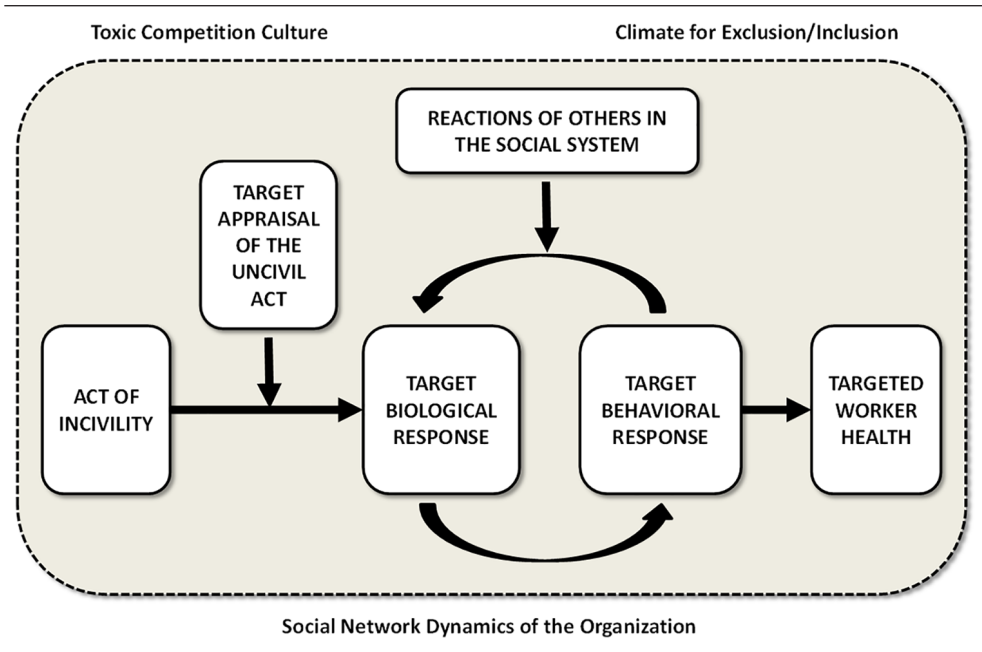 Toxic Competition Culture
Climate for Exclusion/Inclusion
REACTIONS OF OTHERS IN
THE SOCIAL SYSTEM
TARGET
APPRAISAL
OF THE
UNCIVIL
ACT
ACT OF
INCIVILITY
TARGET
BIOLOGICAL
RESPONSE
TARGET
BEHAVIORAL
RESPONSE
TARGETED
WORKER
HEALTH
Social Network Dynamics of the Organization